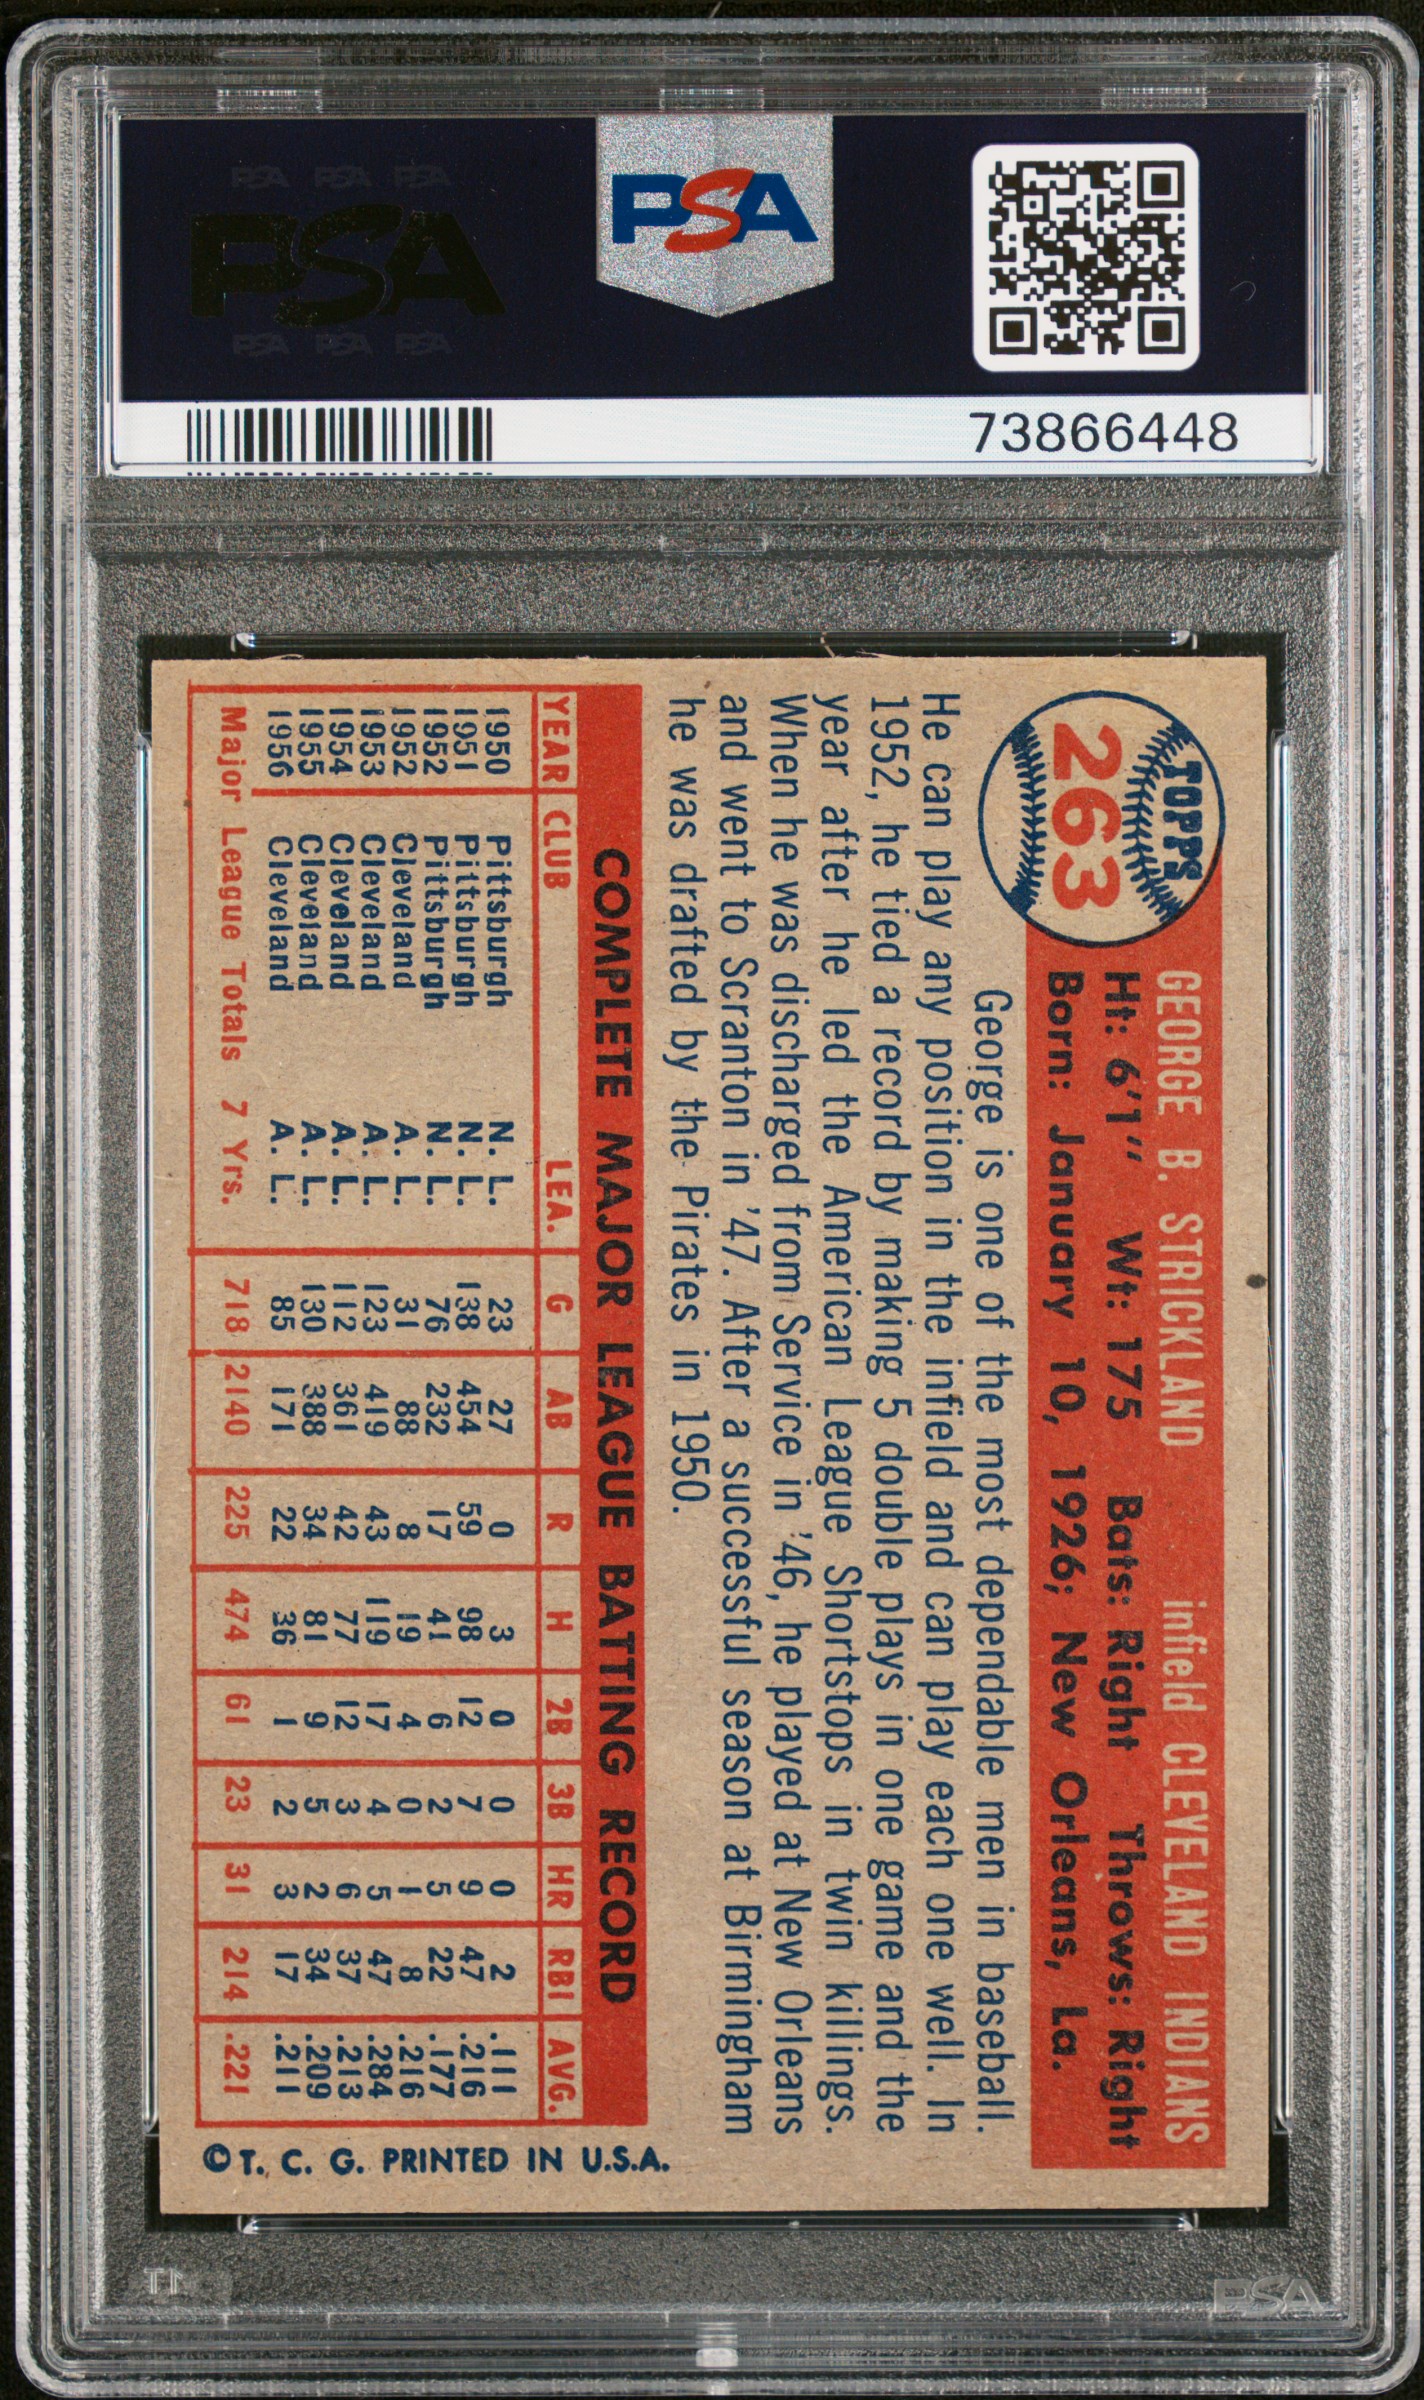 PSA PSA PSA
PSA
PSA PSA PSA
PSA
73866448
TOPPS
263
GEORGE B. STRICKLAND infield CLEVELAND INDIANS
Ht: 6'1" Wt: 175 Bats: Right Throws: Right
Born: January 10, 1926; New Orleans, La.
George is one of the most dependable men in baseball.
He can play any position in the infield and can play each one well. In
1952, he tied a record by making 5 double plays in one game and the
year after he led the American League Shortstops in twin killings.
When he was discharged from Service in '46, he played at New Orleans
and went to Scranton in '47. After a successful season at Birmingham
he was drafted by the Pirates in 1950.
COMPLETE MAJOR LEAGUE BATTING RECORD
YEAR CLUB LEA. G AB R H 2B 3B HR RBI AVG.
1950 Pittsburgh N. L. 23 27 0 3 0 0 0 2 .111
1951 Pittsburgh N. L. 138 454 59 98 12 7 9 47 .216
1952 Pittsburgh N. L. 76 232 17 41 6 2 5 22 .177
1952 Cleveland A. L. 31 88 8 19 4 0 1 8 .216
1953 Cleveland A. L. 123 419 43 119 17 4 5 47 .284
1954 Cleveland A. L. 112 361 42 77 12 3 6 37 .213
1955 Cleveland A. L. 130 388 34 81 9 5 2 34 .209
1956 Cleveland A. L. 85 171 22 36 1 2 3 17 .211
Major League Totals 7 Yrs. 718 2140 225 474 61 23 31 214 .221
©T. C. G. PRINTED IN U.S.A.
PSA